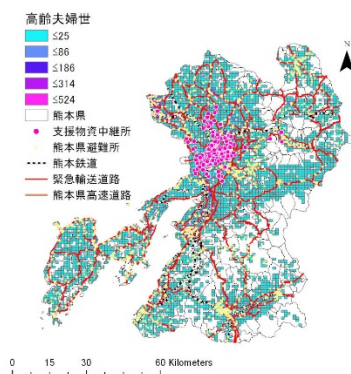 高齢夫婦世
≤25
≤86
≤186
≤314
≤524
熊本県
支援物資中継所
熊本県避難所
熊本鉄道
緊急輸送道路
熊本県高速道路
N
0 15 30 60 Kilometers